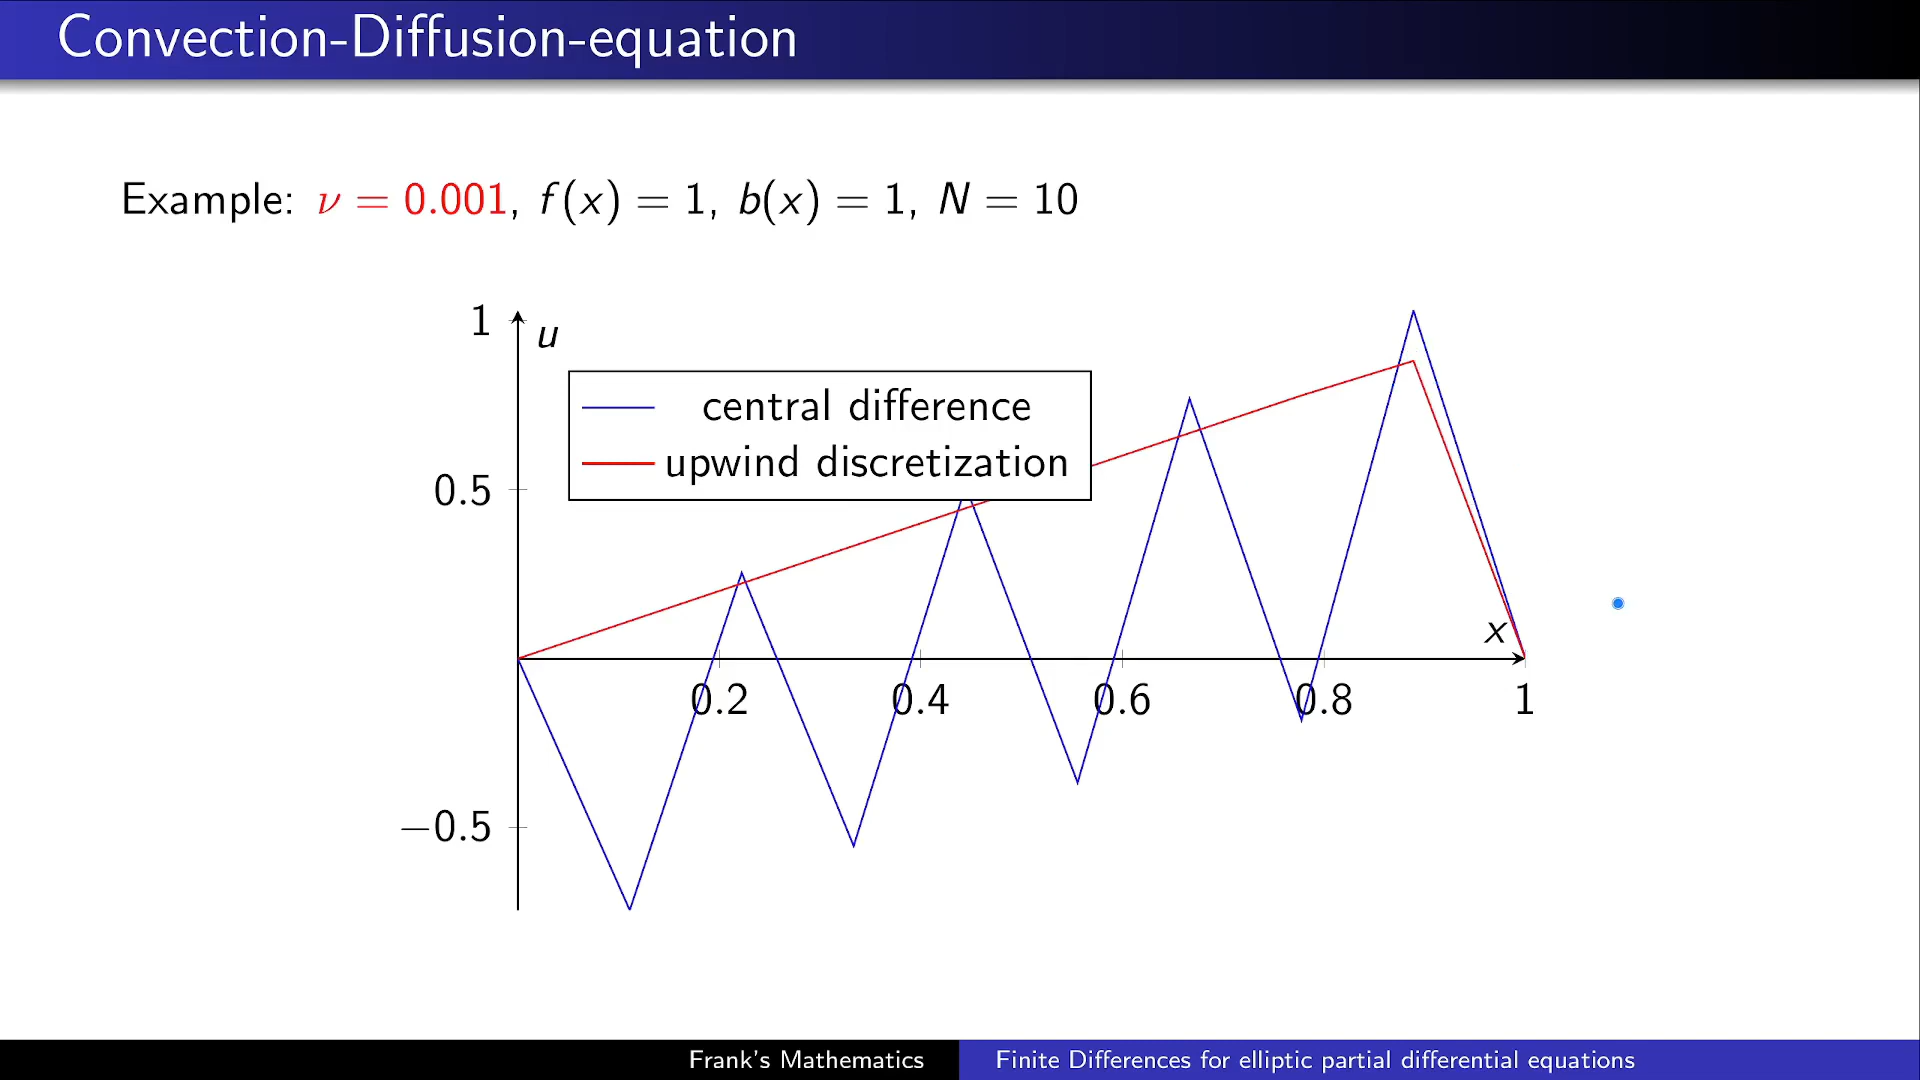 Convection-Diffusion-equation
Example: ν = 0.001, f(x) = 1, b(x) = 1, N = 10
1
u
central difference
upwind discretization
0.5
x
0.2 0.4 0.6 0.8 1
−0.5
Frank's Mathematics
Finite Differences for elliptic partial differential equations